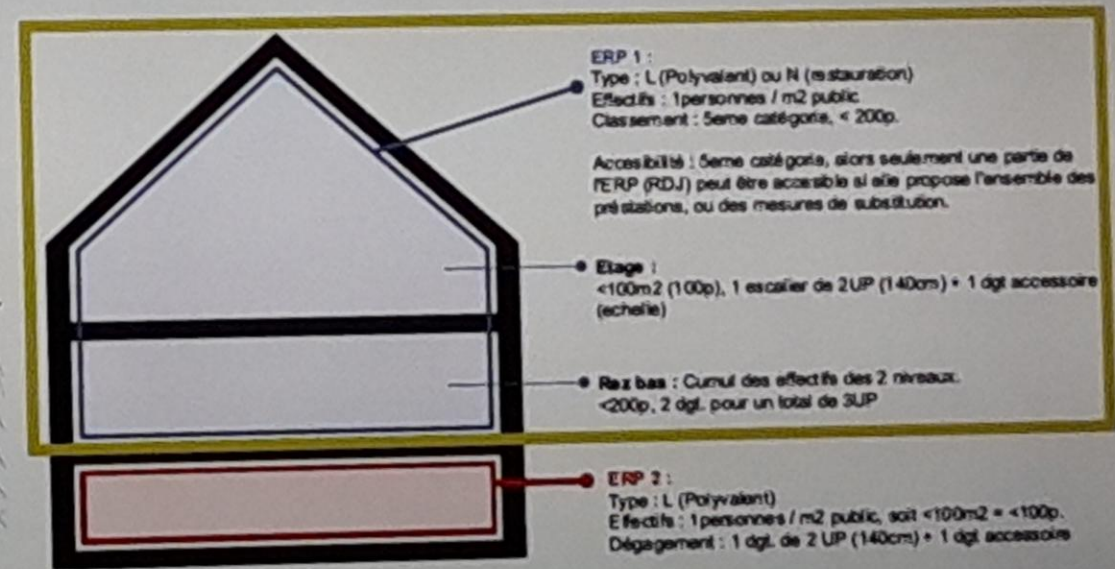 ERP 1 :
Type : L (Polyvalent) ou N (restauration)
Effectifs : 1personnes / m2 public
Classement : 5eme catégorie, < 200p.
Accesibilité : 5eme catégorie, alors seulement une partie de
l'ERP (RDJ) peut être accessible si elle propose l'ensemble des
préstations, ou des mesures de substitution.
Etage :
<100m2 (100p), 1 escalier de 2UP (140cm) + 1 dgt accessoire
(echelle)
Rez bas : Cumul des effectifs des 2 niveaux.
<200p, 2 dgt. pour un total de 3UP
ERP 2 :
Type : L (Polyvalent)
Effectifs : 1personnes / m2 public, soit <100m2 = <100p.
Dégagement : 1 dgt. de 2 UP (140cm) + 1 dgt accessoire